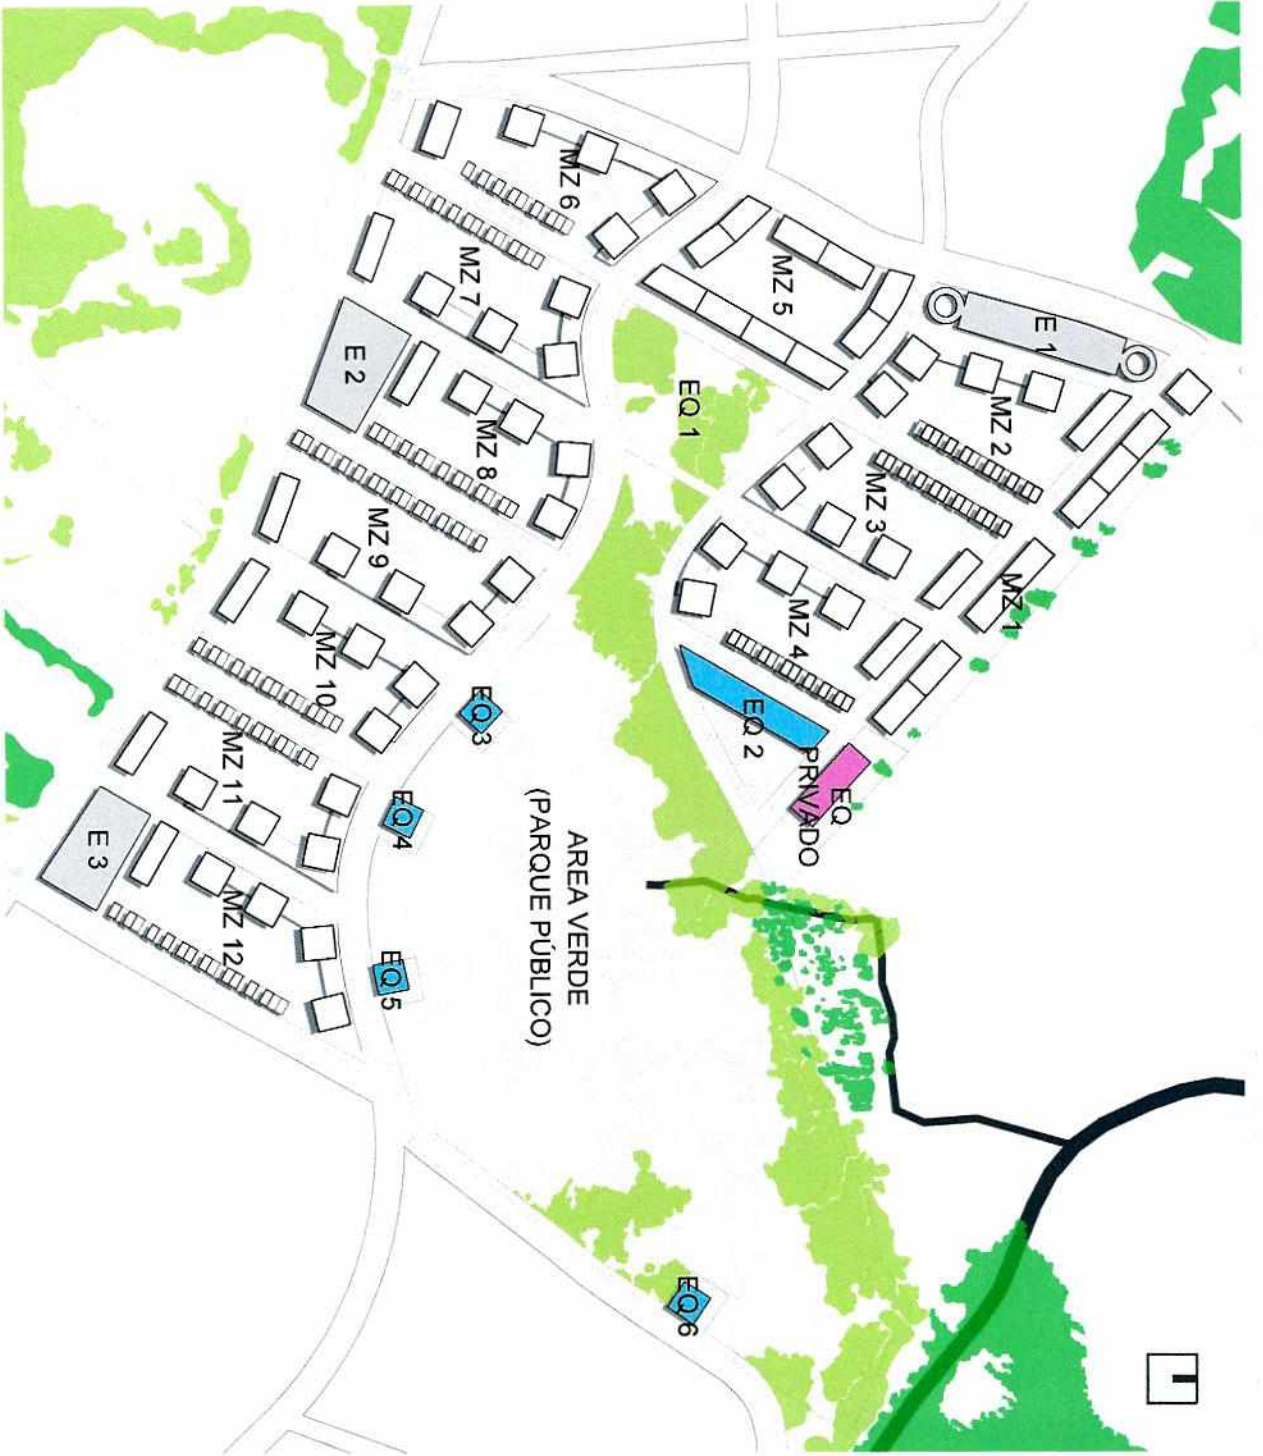 MZ 1
MZ 2
MZ 3
MZ 4
MZ 5
MZ 6
MZ 7
MZ 8
MZ 9
MZ 10
MZ 11
MZ 12
E 1
E 2
E 3
EQ 1
EQ 2
EQ 3
EQ 4
EQ 5
EQ 6
EQ
PRIVADO
AREA VERDE
(PARQUE PÚBLICO)